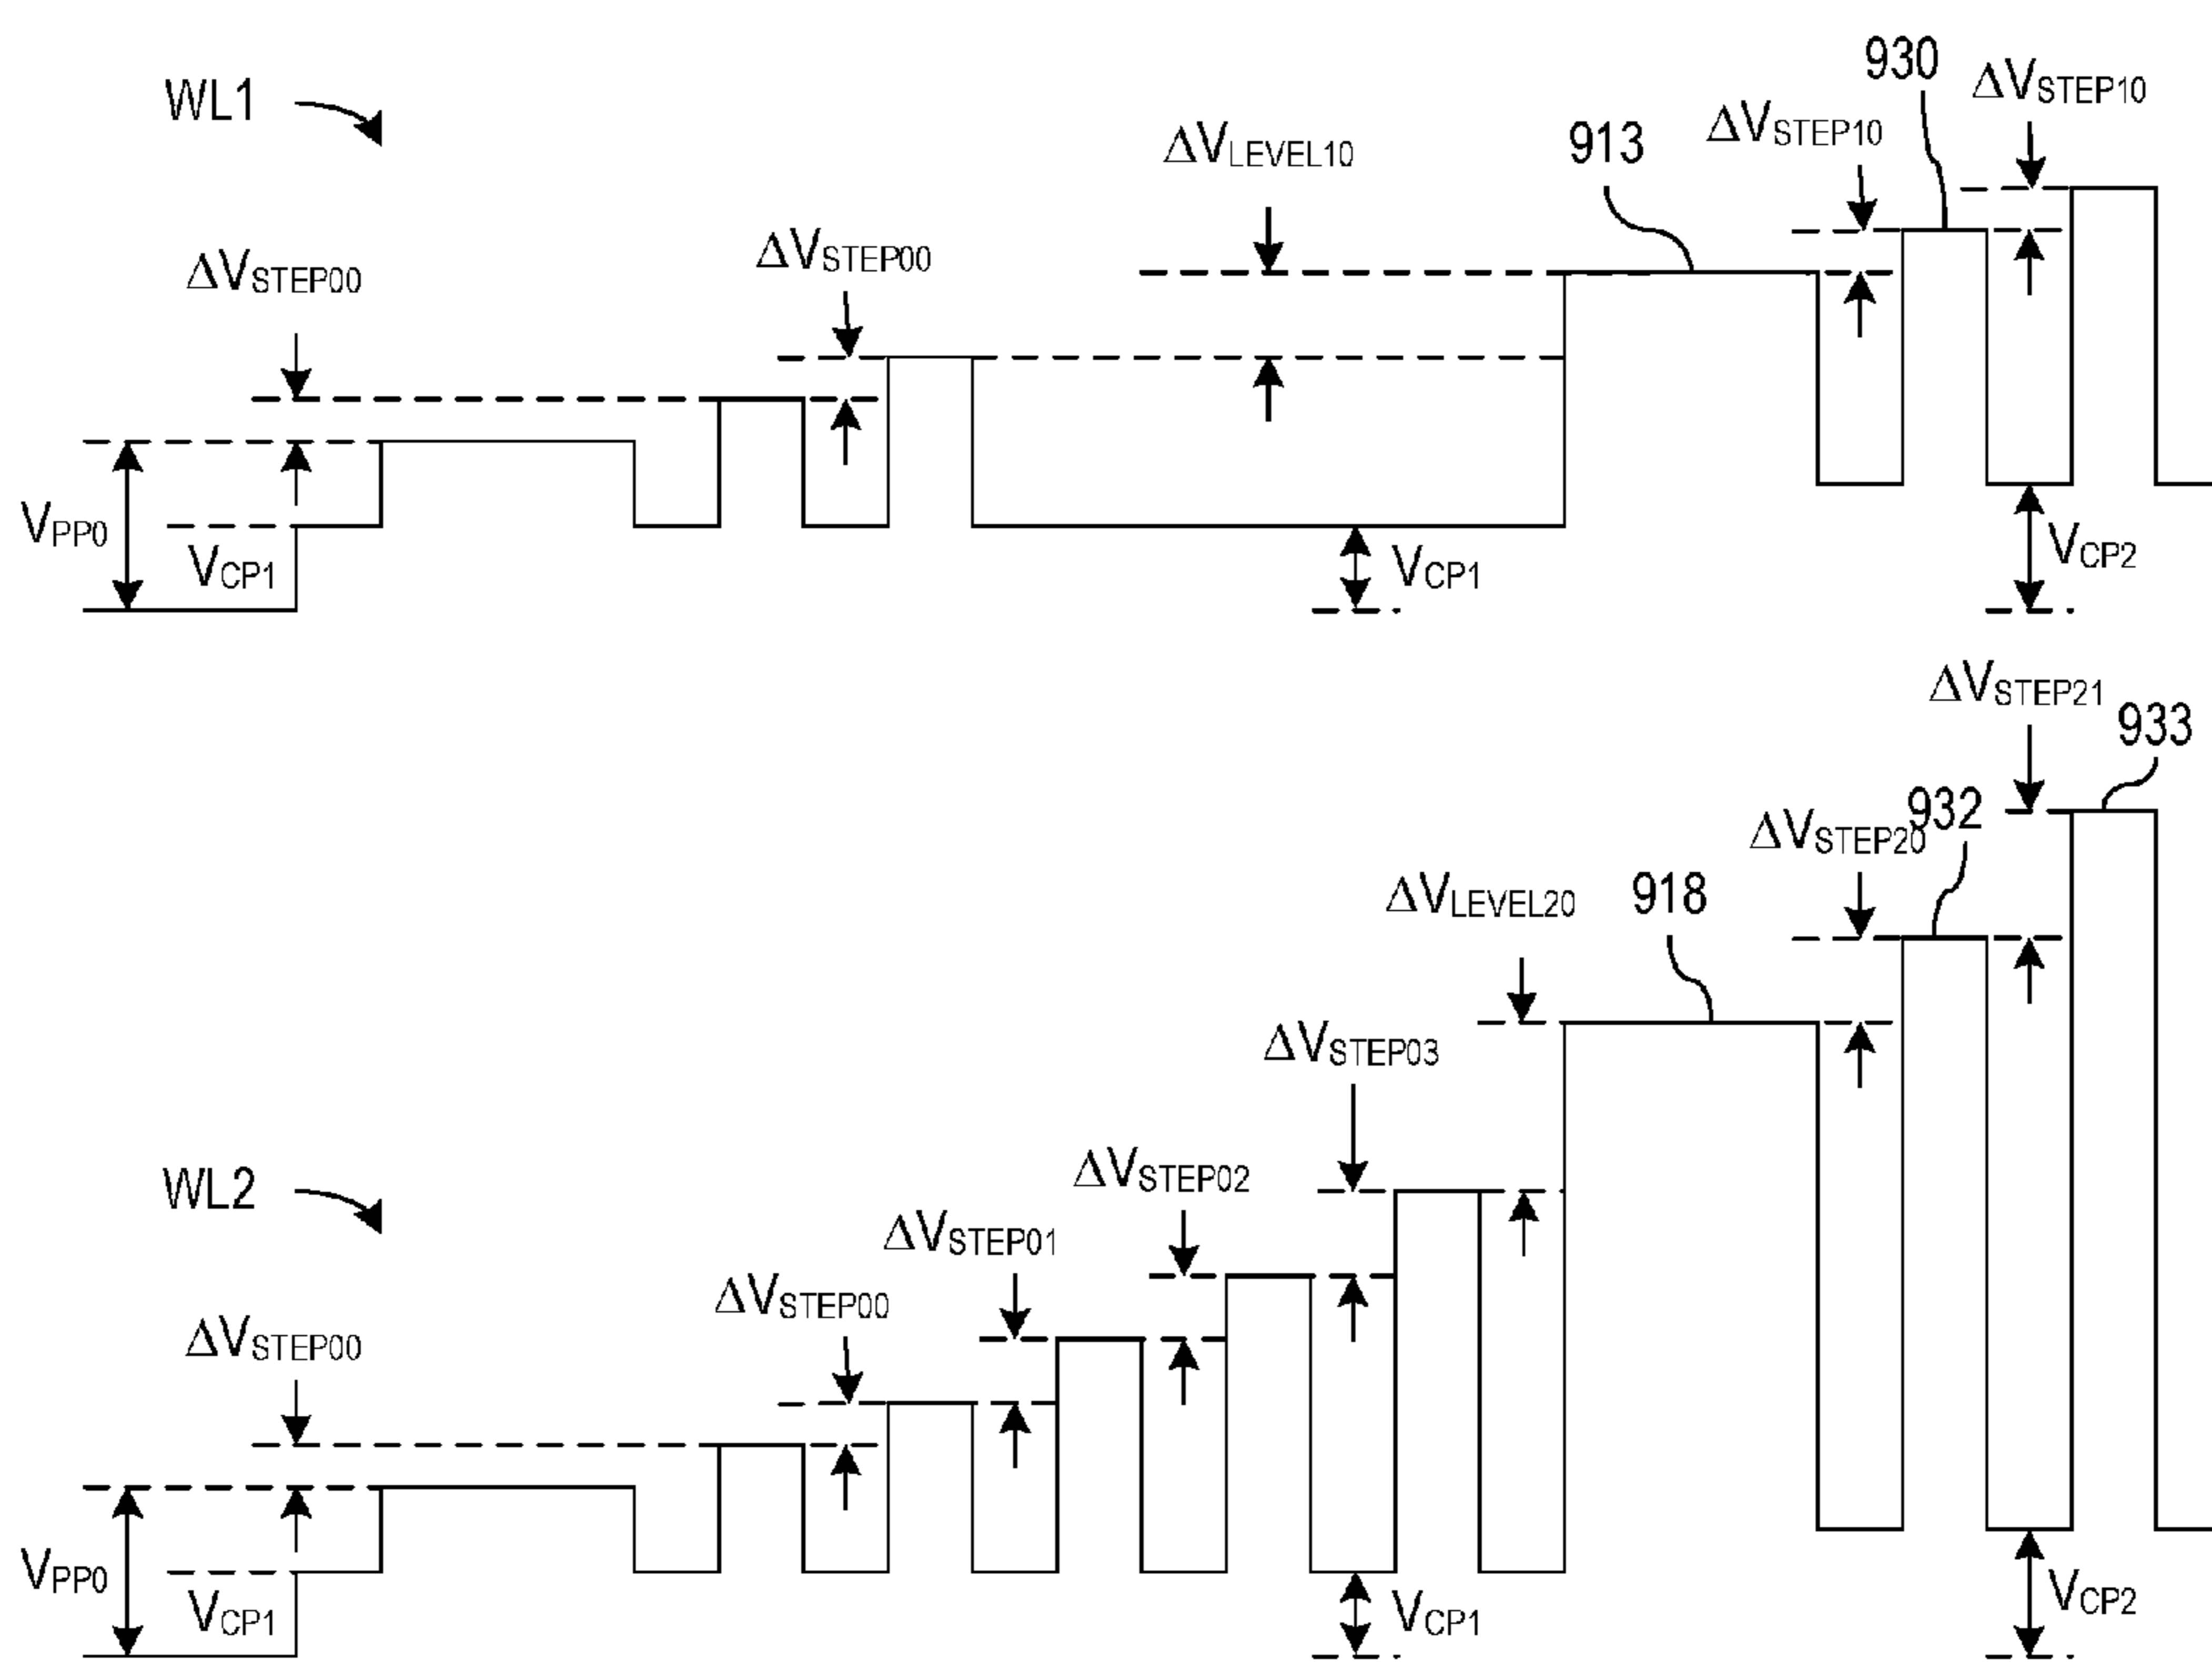 WL1
ΔVSTEP00
ΔVSTEP00
ΔVLEVEL10
913
ΔVSTEP10
930
ΔVSTEP10
VPP0
VCP1
VCP1
VCP2
WL2
ΔVSTEP00
ΔVSTEP00
ΔVSTEP01
ΔVSTEP02
ΔVSTEP03
ΔVLEVEL20
918
ΔVSTEP20
932
ΔVSTEP21
933
VPP0
VCP1
VCP1
VCP2